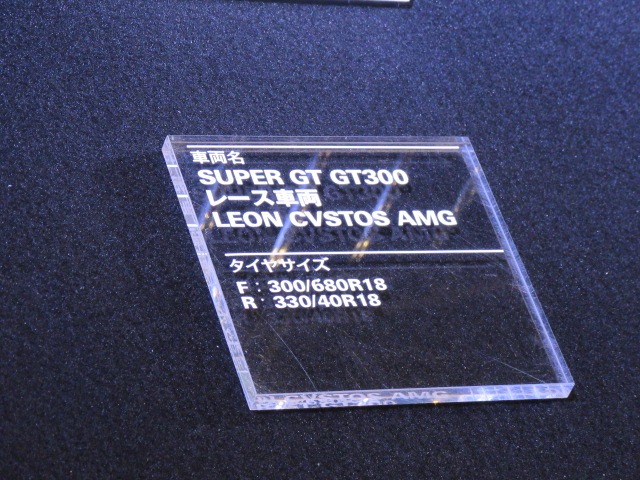 車両名
SUPER GT GT300
レース車両
LEON CVSTOS AMG
タイヤサイズ
F：300/680R18
R：330/40R18